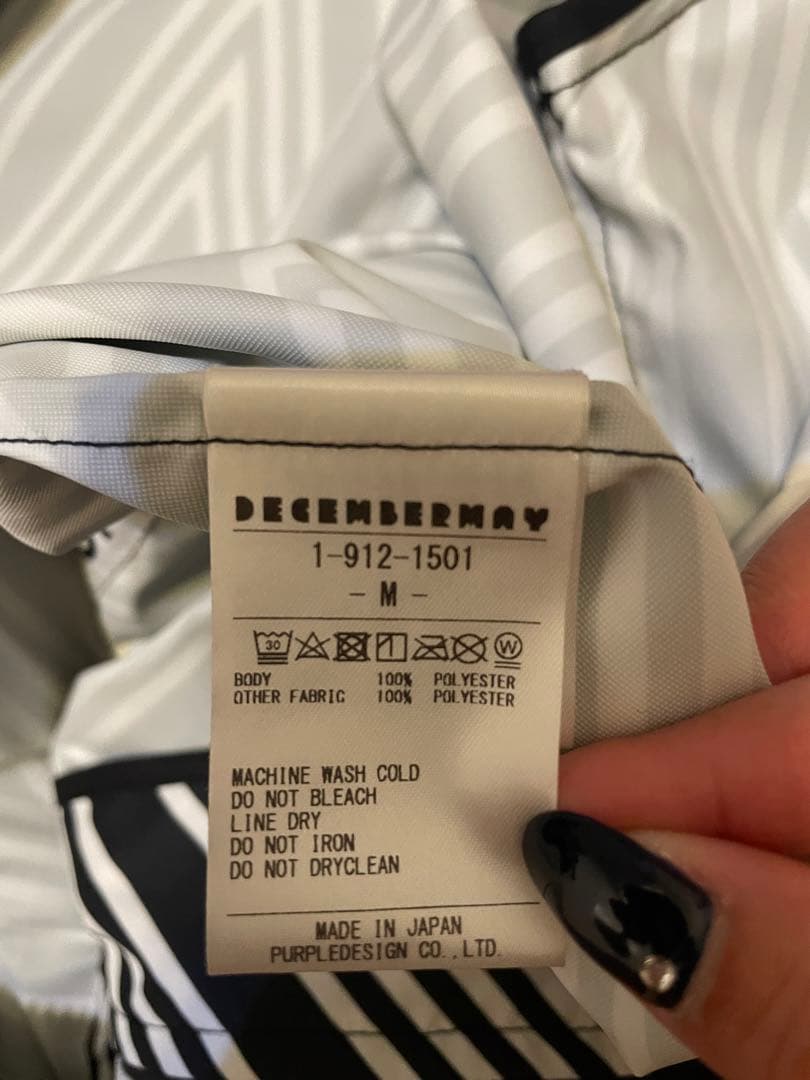 DECEMBERMAY
1-912-1501
- M -
30 W
BODY 100% POLYESTER
OTHER FABRIC 100% POLYESTER
MACHINE WASH COLD
DO NOT BLEACH
LINE DRY
DO NOT IRON
DO NOT DRYCLEAN
MADE IN JAPAN
PURPLEDESIGN CO.,LTD.